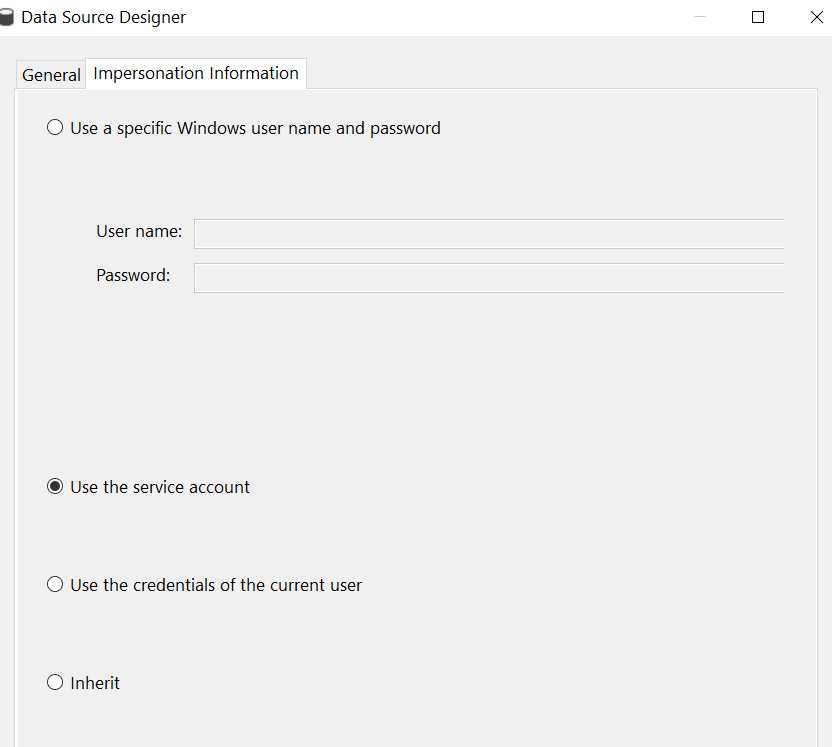 Data Source Designer
General
Impersonation Information
Use a specific Windows user name and password
User name:
Password:
Use the service account
Use the credentials of the current user
Inherit